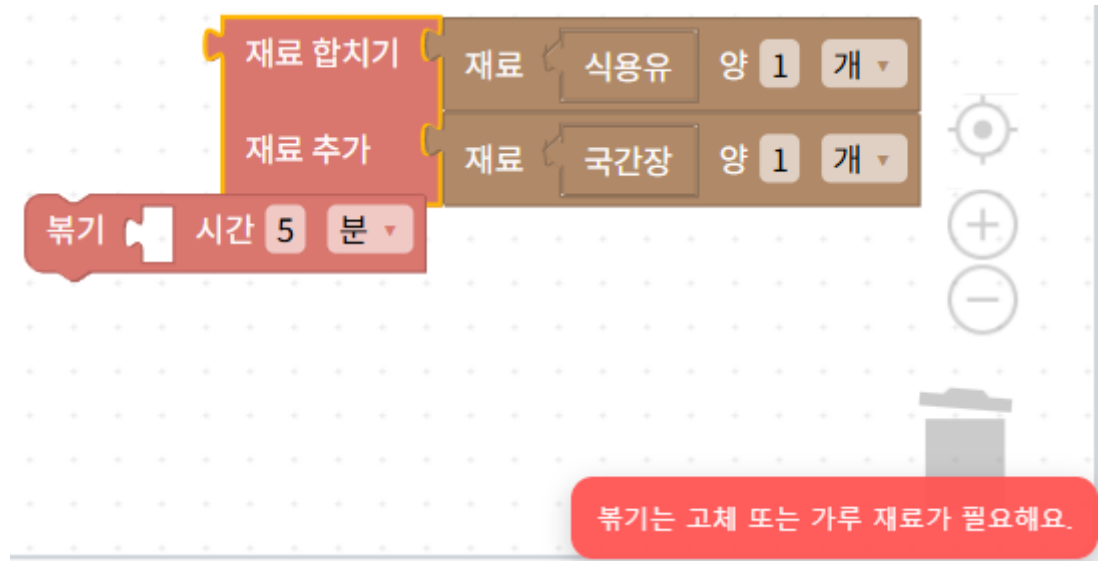 재료 합치기 재료 식용유 양 1 개
재료 추가 재료 국간장 양 1 개
볶기 시간 5 분
볶기는 고체 또는 가루 재료가 필요해요.